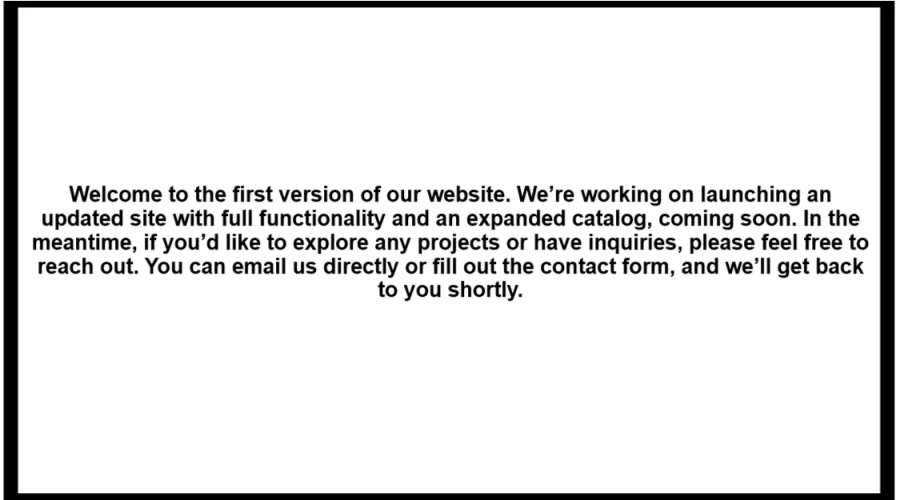 Welcome to the first version of our website. We’re working on launching an
updated site with full functionality and an expanded catalog, coming soon. In the
meantime, if you’d like to explore any projects or have inquiries, please feel free to
reach out. You can email us directly or fill out the contact form, and we’ll get back
to you shortly.